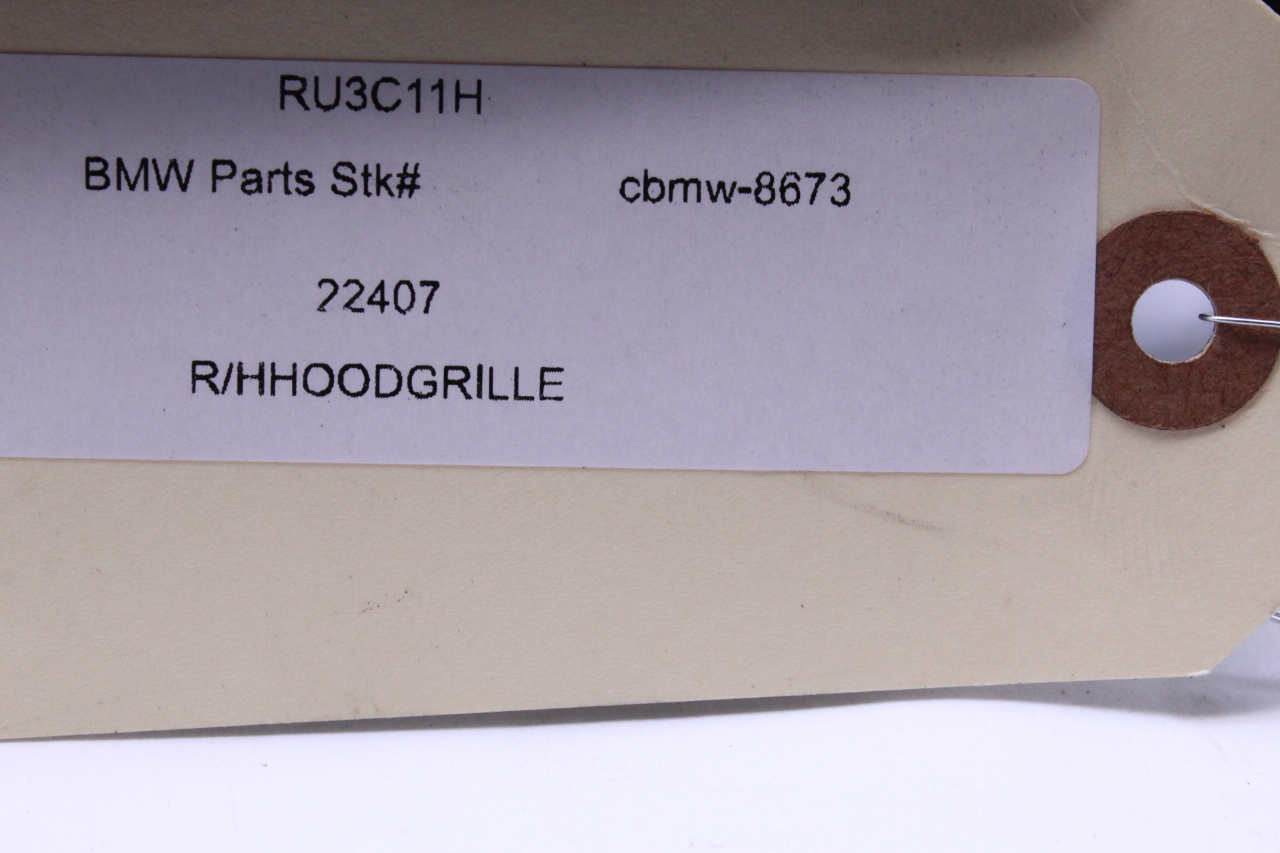 RU3C11H
BMW Parts Stk# cbmw-8673
22407
R/HHOODGRILLE